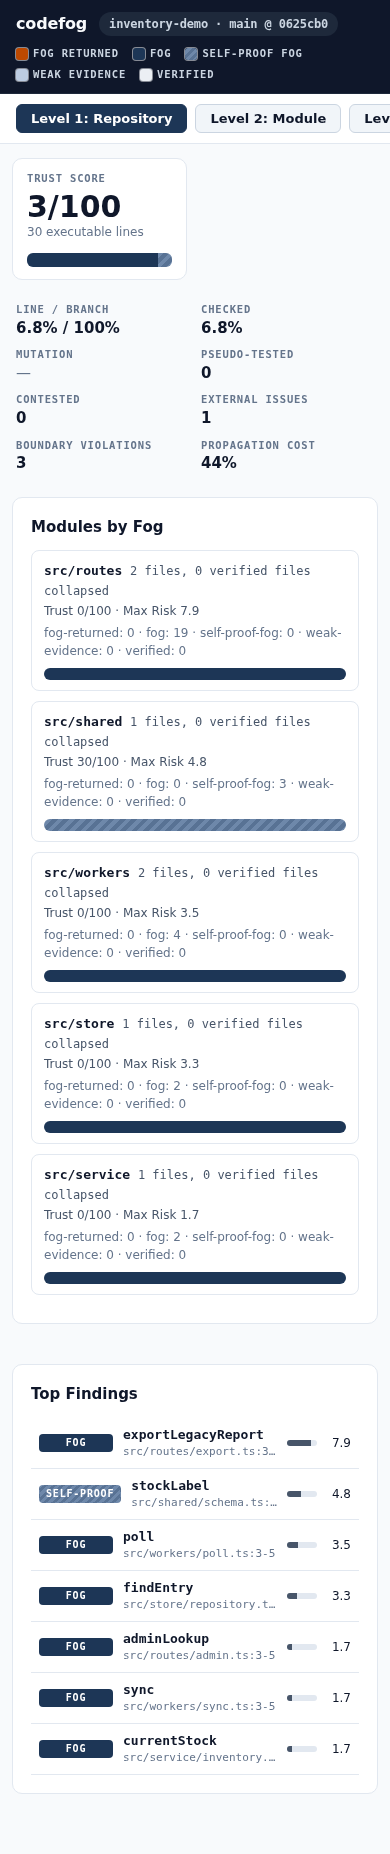 codefog inventory-demo · main @ 0625cb0
FOG RETURNED FOG SELF-PROOF FOG
WEAK EVIDENCE VERIFIED
Level 1: Repository Level 2: Module Lev
TRUST SCORE
3/100
30 executable lines
LINE / BRANCH CHECKED
6.8% / 100% 6.8%
MUTATION PSEUDO-TESTED
— 0
CONTESTED EXTERNAL ISSUES
0 1
BOUNDARY VIOLATIONS PROPAGATION COST
3 44%
Modules by Fog
src/routes 2 files, 0 verified files
collapsed
Trust 0/100 · Max Risk 7.9
fog-returned: 0 · fog: 19 · self-proof-fog: 0 · weak-
evidence: 0 · verified: 0
src/shared 1 files, 0 verified files
collapsed
Trust 30/100 · Max Risk 4.8
fog-returned: 0 · fog: 0 · self-proof-fog: 3 · weak-
evidence: 0 · verified: 0
src/workers 2 files, 0 verified files
collapsed
Trust 0/100 · Max Risk 3.5
fog-returned: 0 · fog: 4 · self-proof-fog: 0 · weak-
evidence: 0 · verified: 0
src/store 1 files, 0 verified files
collapsed
Trust 0/100 · Max Risk 3.3
fog-returned: 0 · fog: 2 · self-proof-fog: 0 · weak-
evidence: 0 · verified: 0
src/service 1 files, 0 verified files
collapsed
Trust 0/100 · Max Risk 1.7
fog-returned: 0 · fog: 2 · self-proof-fog: 0 · weak-
evidence: 0 · verified: 0
Top Findings
FOG exportLegacyReport 7.9
src/routes/export.ts:3…
SELF-PROOF stockLabel 4.8
src/shared/schema.ts:…
FOG poll 3.5
src/workers/poll.ts:3-5
FOG findEntry 3.3
src/store/repository.t…
FOG adminLookup 1.7
src/routes/admin.ts:3-5
FOG sync 1.7
src/workers/sync.ts:3-5
FOG currentStock 1.7
src/service/inventory.…